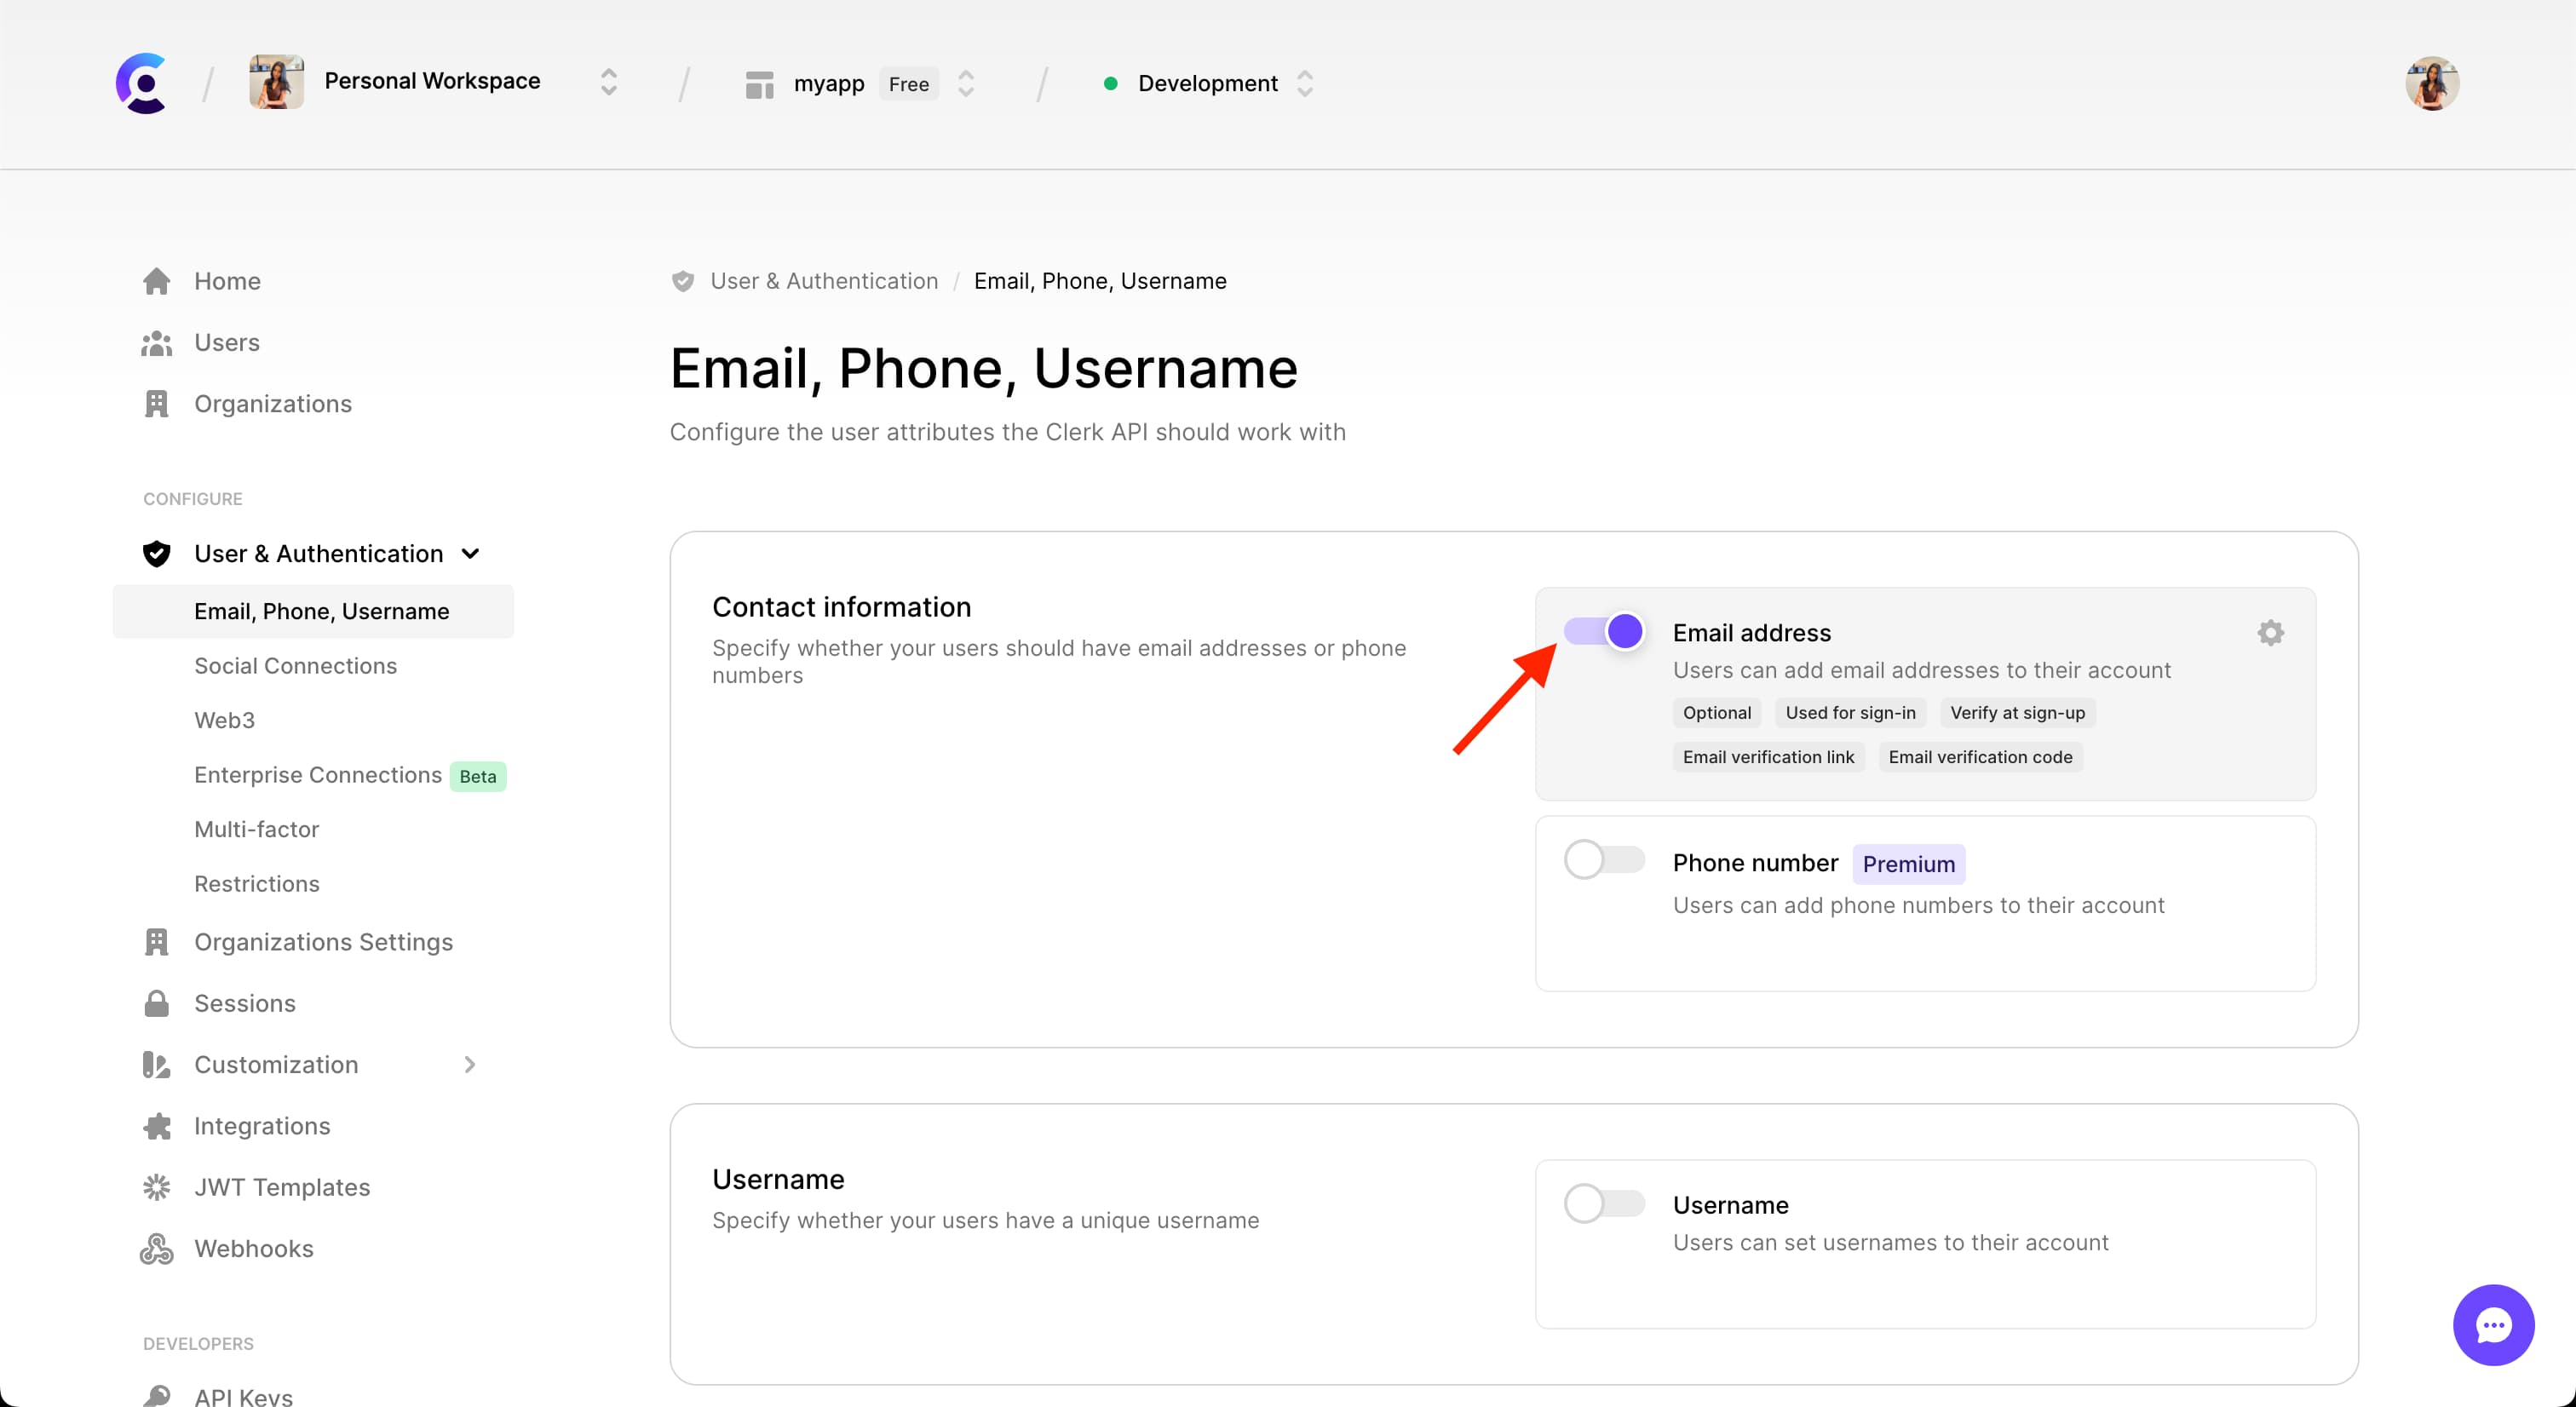 Personal Workspace
myapp Free
Development
Home
Users
Organizations
CONFIGURE
User & Authentication
Email, Phone, Username
Social Connections
Web3
Enterprise Connections Beta
Multi-factor
Restrictions
Organizations Settings
Sessions
Customization
Integrations
JWT Templates
Webhooks
DEVELOPERS
API Keys
User & Authentication / Email, Phone, Username
Email, Phone, Username
Configure the user attributes the Clerk API should work with
Contact information
Specify whether your users should have email addresses or phone
numbers
Email address
Users can add email addresses to their account
Optional Used for sign-in Verify at sign-up
Email verification link Email verification code
Phone number Premium
Users can add phone numbers to their account
Username
Specify whether your users have a unique username
Username
Users can set usernames to their account